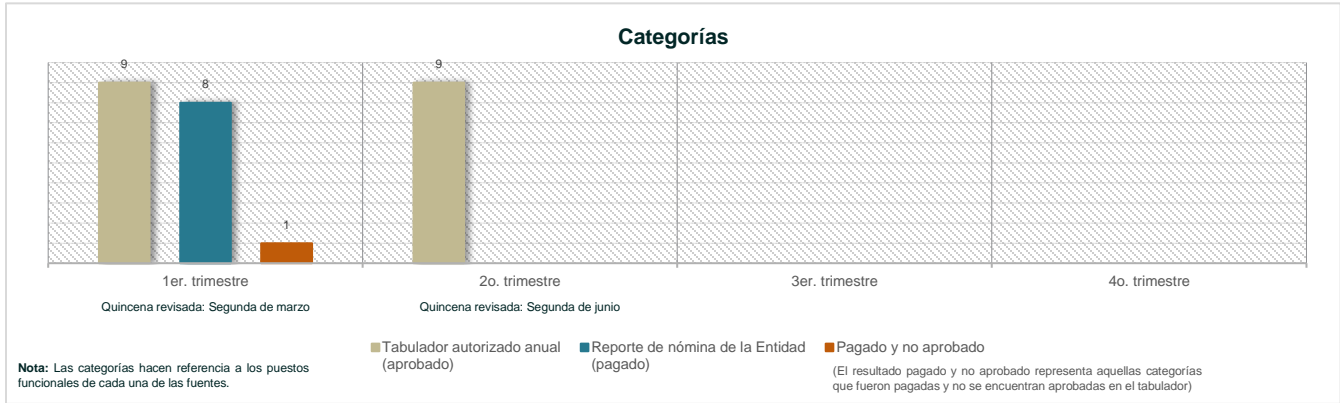 Categorías
9
8
1
9
1er. trimestre
2o. trimestre
3er. trimestre
4o. trimestre
Quincena revisada: Segunda de marzo
Quincena revisada: Segunda de junio
Tabulador autorizado anual
(aprobado)
Reporte de nómina de la Entidad
(pagado)
Pagado y no aprobado
(El resultado pagado y no aprobado representa aquellas categorías
que fueron pagadas y no se encuentran aprobadas en el tabulador)
Nota: Las categorías hacen referencia a los puestos
funcionales de cada una de las fuentes.